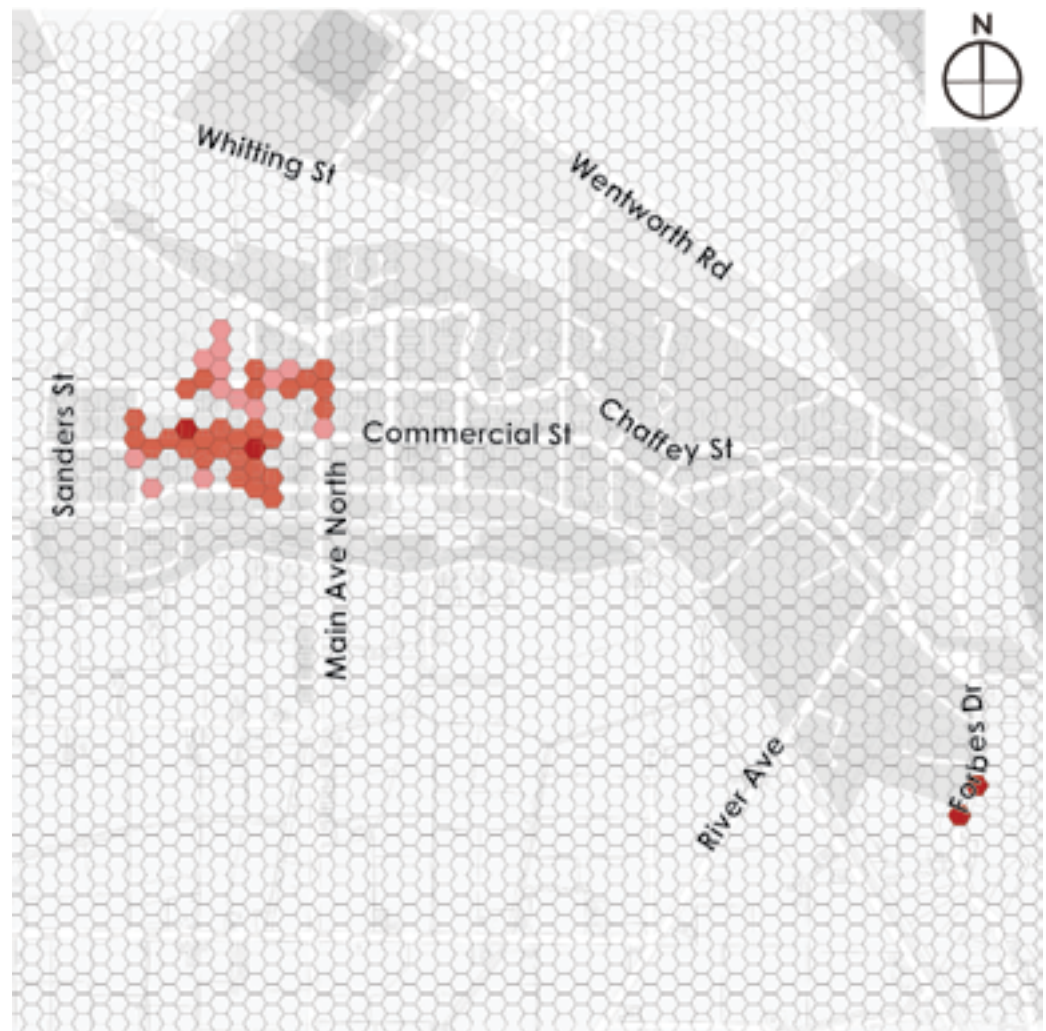 N
Whitting St
Wentworth Rd
Sanders St
Commercial St
Chaffey St
Main Ave North
Forbes Dr
River Ave